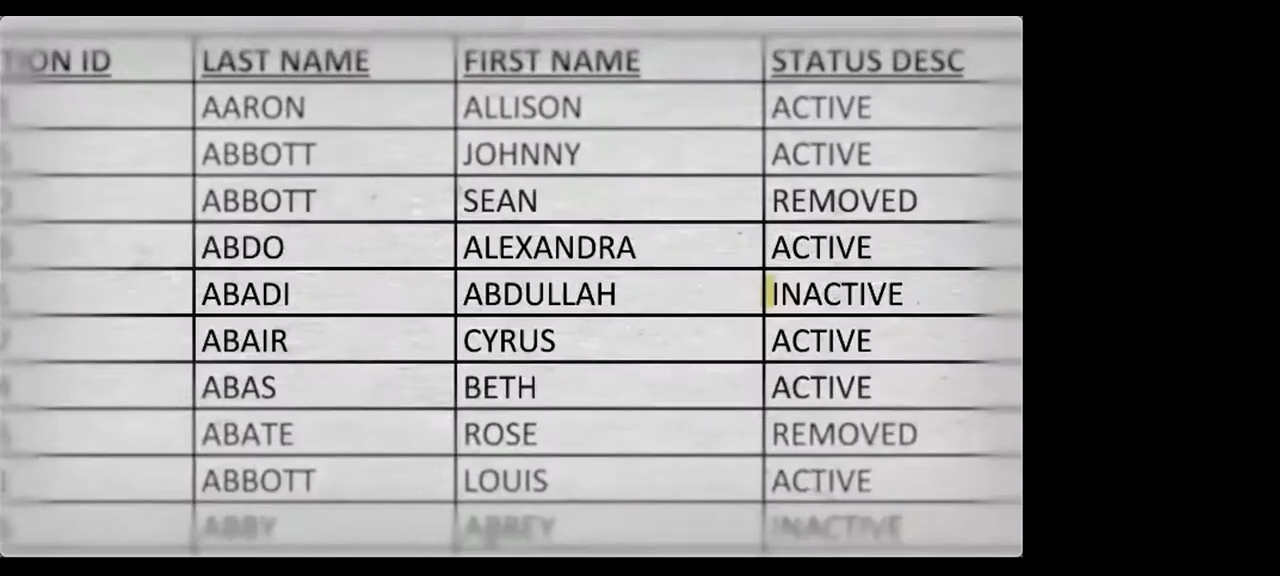 ION ID LAST NAME FIRST NAME STATUS DESC
AARON ALLISON ACTIVE
ABBOTT JOHNNY ACTIVE
ABBOTT SEAN REMOVED
ABDO ALEXANDRA ACTIVE
ABADI ABDULLAH INACTIVE
ABAIR CYRUS ACTIVE
ABAS BETH ACTIVE
ABATE ROSE REMOVED
ABBOTT LOUIS ACTIVE
ABBY ABBEY INACTIVE